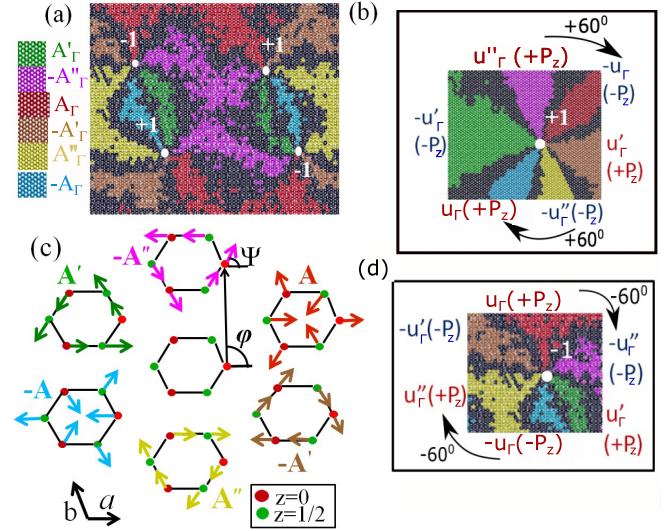 (a)
A'Γ
-A''Γ
AΓ
-A'Γ
A''Γ
-AΓ
-1
+1
+1
-1
(b)
+60⁰
u''Γ (+Pz)
-uΓ
(-Pz)
-u'Γ
(-Pz)
+1
u'Γ
(+Pz)
uΓ(+Pz)
-u''Γ(-Pz)
+60⁰
(c)
-A''
Ψ
A'
A
φ
-A
-A'
A''
b
a
z=0
z=1/2
(d)
uΓ(+Pz)
-60⁰
-u'Γ(-Pz)
-1
-u''Γ
(-Pz)
u''Γ(+Pz)
u'Γ
(+Pz)
-uΓ(-Pz)
-60⁰